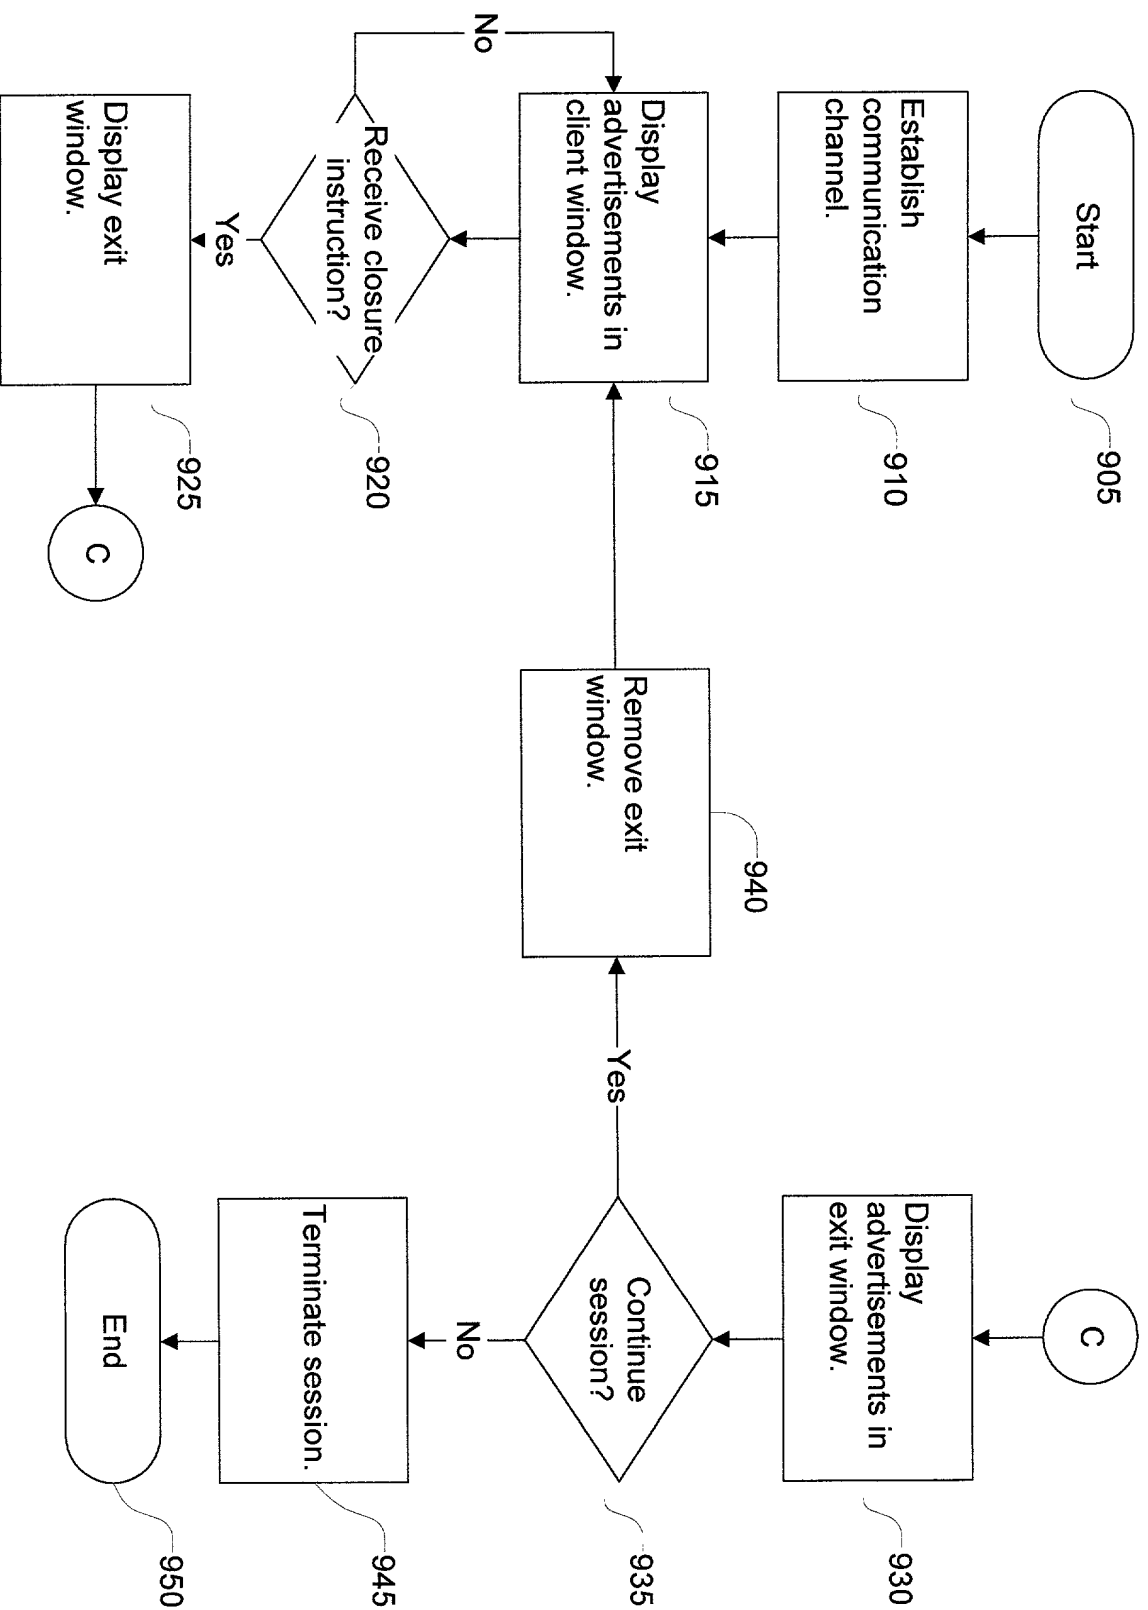 Start
905
Establish
communication
channel.
910
Display
advertisements in
client window.
915
No
Receive closure
instruction?
920
Yes
Display exit
window.
925
C
Remove exit
window.
940
C
Display
advertisements in
exit window.
930
Continue
session?
935
Yes
No
Terminate session.
945
End
950